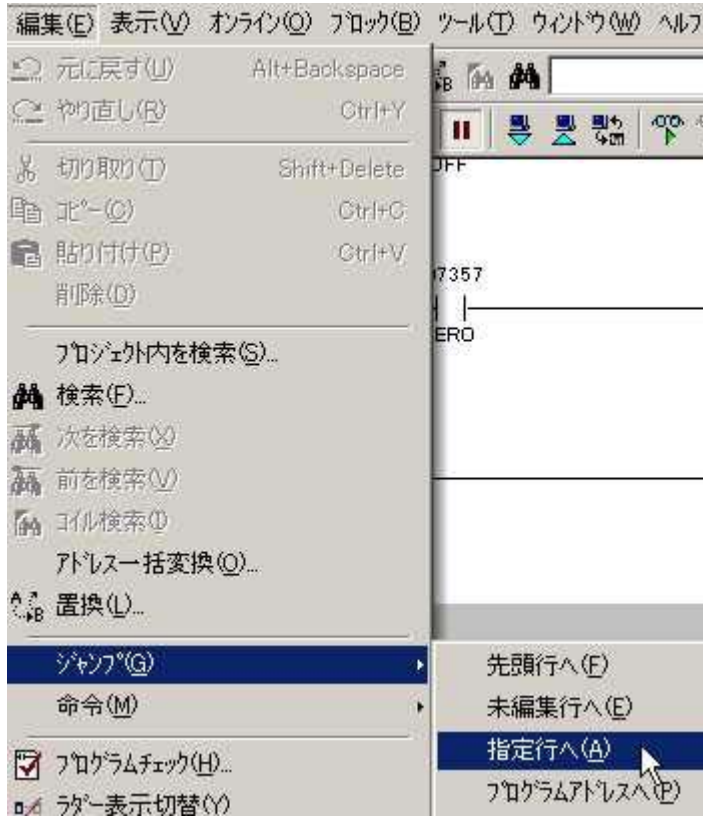 編集(E) 表示(V) オンライン(O) ブロック(B) ツール(T) ウィンドウ(W) ヘルプ
元に戻す(U) Alt+Backspace
やり直し(R) Ctrl+Y
切り取り(T) Shift+Delete
コピー(C) Ctrl+C
貼り付け(P) Ctrl+V
削除(D)
プロジェクト内を検索(S)...
検索(F)...
次を検索(X)
前を検索(V)
コイル検索(I)
アドレス一括変換(O)...
置換(L)...
ジャンプ(G)
命令(M)
プログラムチェック(H)...
ラダー表示切替(Y)
7357
ERO
先頭行へ(F)
未編集行へ(E)
指定行へ(A)
プログラムアドレスへ(P)